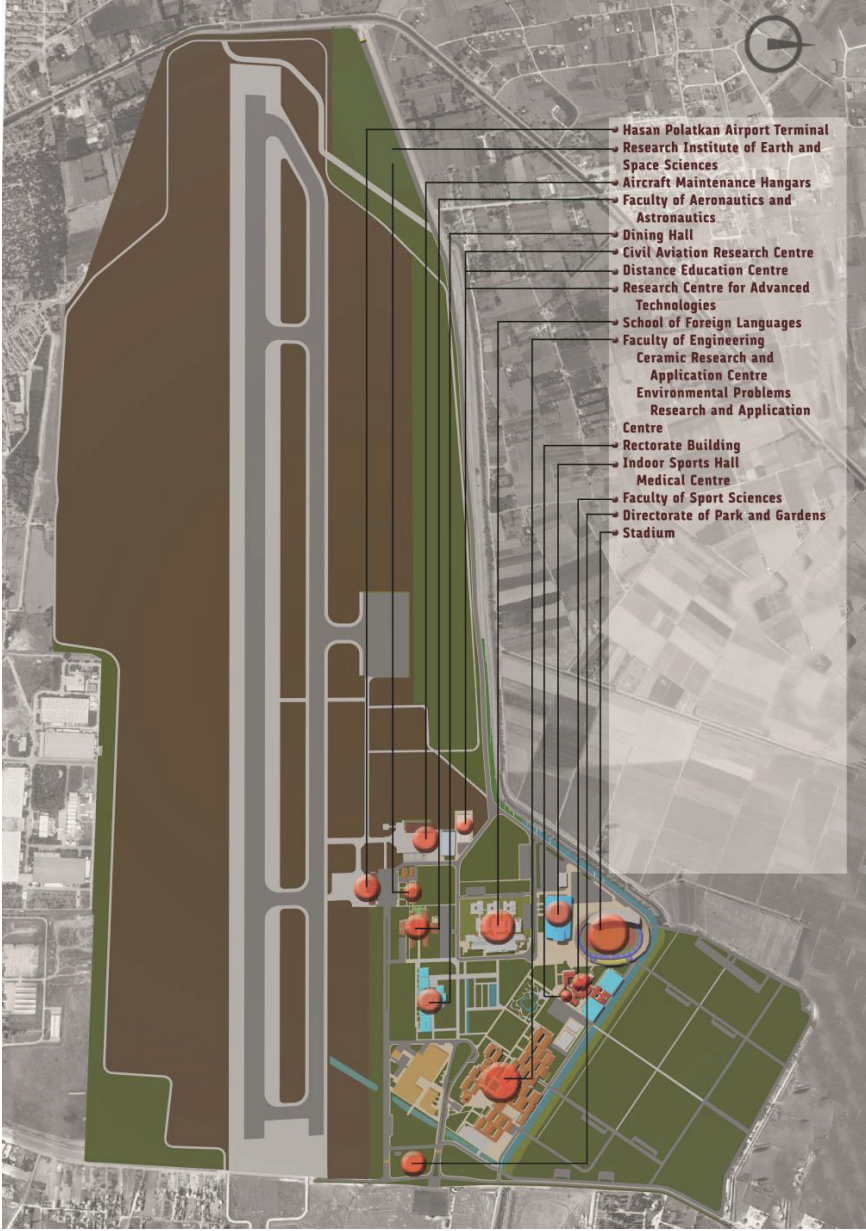 Hasan Polatkan Airport Terminal
Research Institute of Earth and
Space Sciences
Aircraft Maintenance Hangars
Faculty of Aeronautics and
Astronautics
Dining Hall
Civil Aviation Research Centre
Distance Education Centre
Research Centre for Advanced
Technologies
School of Foreign Languages
Faculty of Engineering
Ceramic Research and
Application Centre
Environmental Problems
Research and Application
Centre
Rectorate Building
Indoor Sports Hall
Medical Centre
Faculty of Sport Sciences
Directorate of Park and Gardens
Stadium